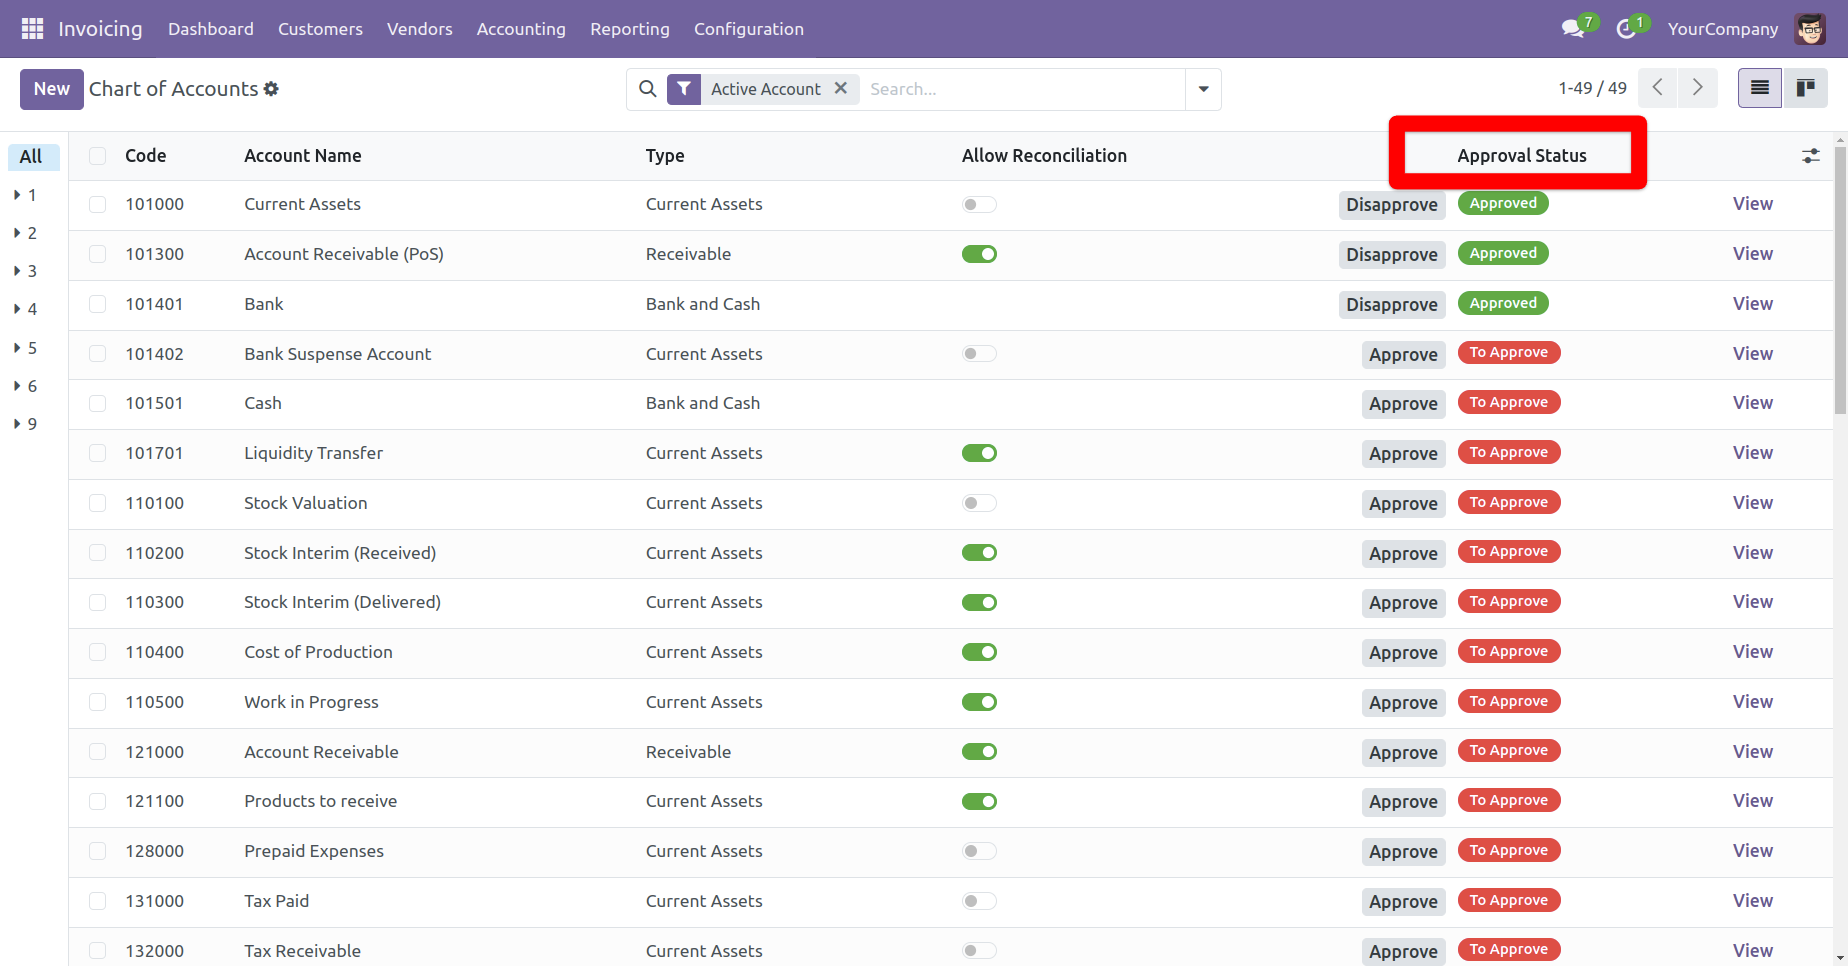 Invoicing Dashboard Customers Vendors Accounting Reporting Configuration 7 1 YourCompany
New Chart of Accounts Active Account Search... 1-49 / 49
All Code Account Name Type Allow Reconciliation Approval Status
101000 Current Assets Current Assets Disapprove Approved View
1
101300 Account Receivable (PoS) Receivable Disapprove Approved View
2
3
101401 Bank Bank and Cash Disapprove Approved View
4
101402 Bank Suspense Account Current Assets Approve To Approve View
5
6
101501 Cash Bank and Cash Approve To Approve View
9
101701 Liquidity Transfer Current Assets Approve To Approve View
110100 Stock Valuation Current Assets Approve To Approve View
110200 Stock Interim (Received) Current Assets Approve To Approve View
110300 Stock Interim (Delivered) Current Assets Approve To Approve View
110400 Cost of Production Current Assets Approve To Approve View
110500 Work in Progress Current Assets Approve To Approve View
121000 Account Receivable Receivable Approve To Approve View
121100 Products to receive Current Assets Approve To Approve View
128000 Prepaid Expenses Current Assets Approve To Approve View
131000 Tax Paid Current Assets Approve To Approve View
132000 Tax Receivable Current Assets Approve To Approve View